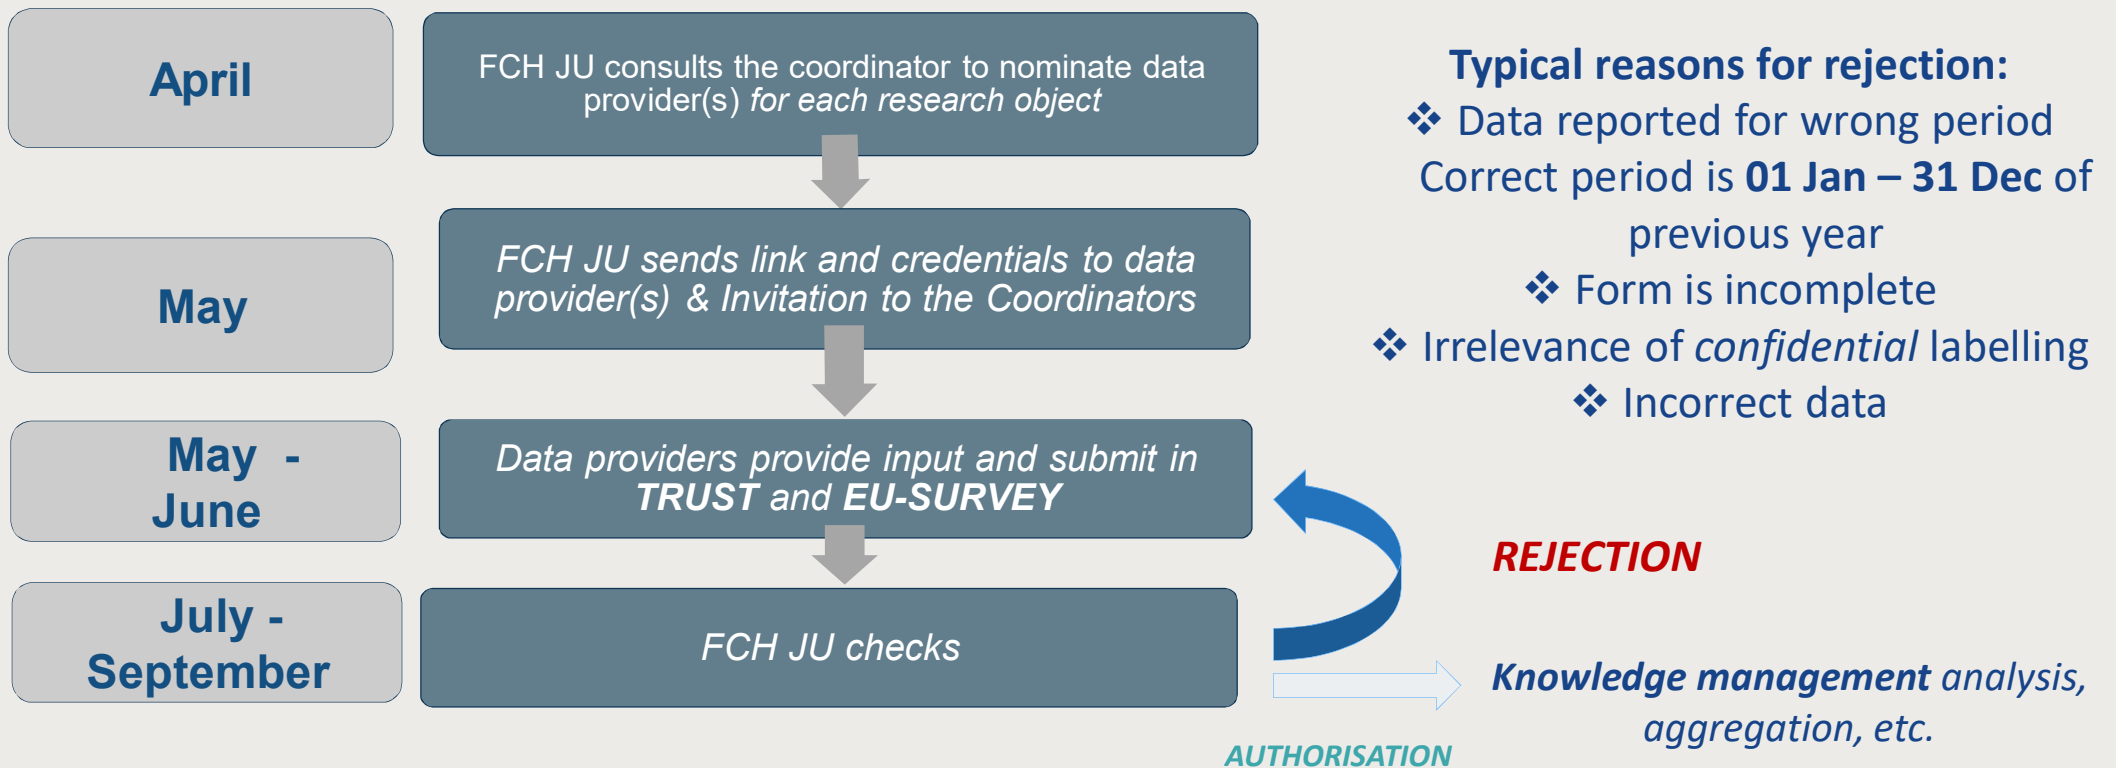 April
FCH JU consults the coordinator to nominate data
provider(s) for each research object
May
FCH JU sends link and credentials to data
provider(s) & Invitation to the Coordinators
May -
June
Data providers provide input and submit in
TRUST and EU-SURVEY
July -
September
FCH JU checks
Typical reasons for rejection:
❖ Data reported for wrong period
Correct period is 01 Jan – 31 Dec of
previous year
❖ Form is incomplete
❖ Irrelevance of confidential labelling
❖ Incorrect data
REJECTION
Knowledge management analysis,
aggregation, etc.
AUTHORISATION